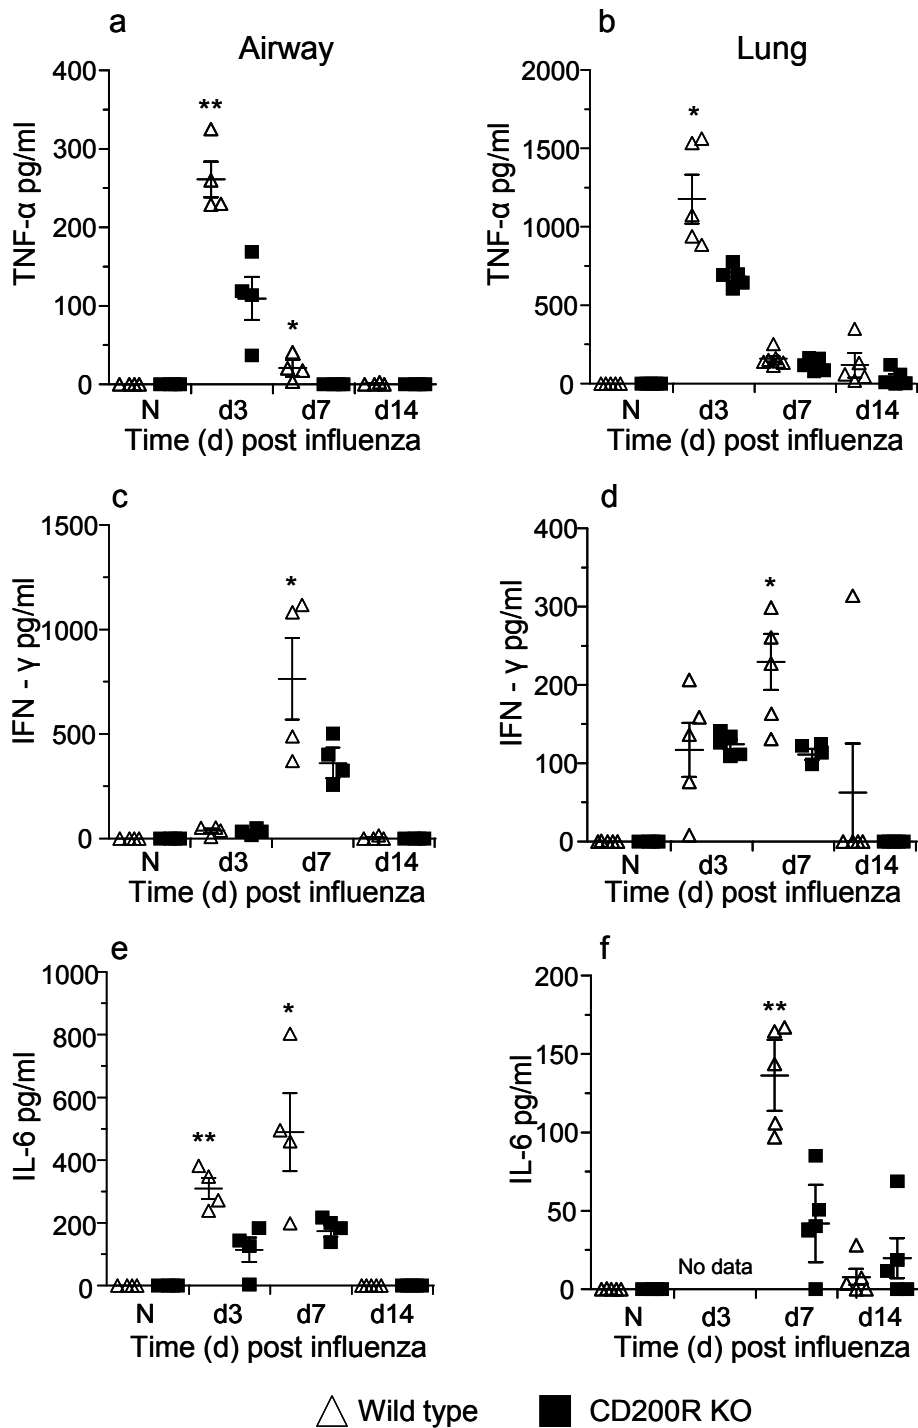 a
Airway
TNF-α pg/ml
400
300
200
100
0
**
*
N d3 d7 d14
Time (d) post influenza
b
Lung
TNF-α pg/ml
2000
1500
1000
500
0
*
N d3 d7 d14
Time (d) post influenza
c
IFN - γ pg/ml
1500
1000
500
0
*
N d3 d7 d14
Time (d) post influenza
d
IFN - γ pg/ml
400
300
200
100
0
*
N d3 d7 d14
Time (d) post influenza
e
IL-6 pg/ml
1000
800
600
400
200
0
**
*
N d3 d7 d14
Time (d) post influenza
f
IL-6 pg/ml
200
150
100
50
0
**
No data
N d3 d7 d14
Time (d) post influenza
Wild type CD200R KO